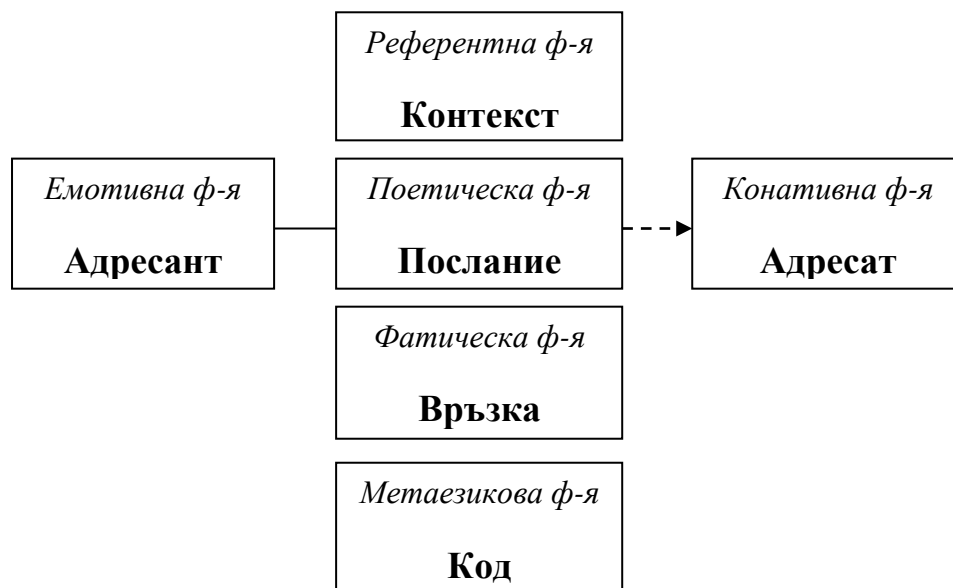 Референтна ф-я
Контекст
Емотивна ф-я
Адресант
Поетическа ф-я
Послание
Конативна ф-я
Адресат
Фатическа ф-я
Връзка
Метаезикова ф-я
Код